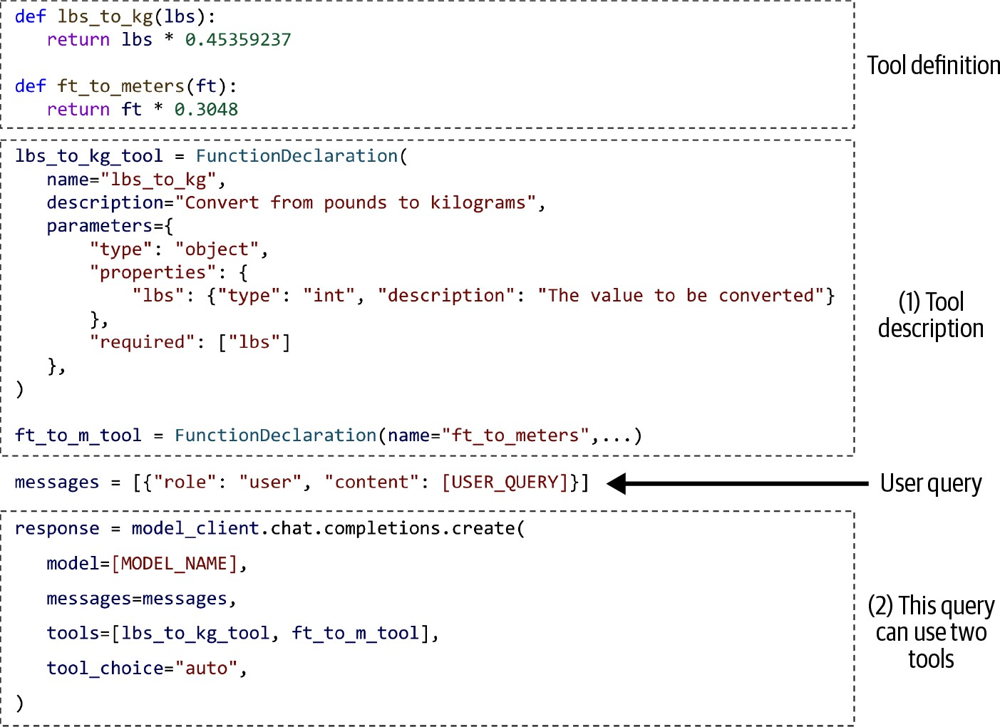 def lbs_to_kg(lbs):
   return lbs * 0.45359237

def ft_to_meters(ft):
   return ft * 0.3048
Tool definition

lbs_to_kg_tool = FunctionDeclaration(
   name="lbs_to_kg",
   description="Convert from pounds to kilograms",
   parameters={
       "type": "object",
       "properties": {
           "lbs": {"type": "int", "description": "The value to be converted"}
       },
       "required": ["lbs"]
   },
)

ft_to_m_tool = FunctionDeclaration(name="ft_to_meters",...)
(1) Tool
description

messages = [{"role": "user", "content": [USER_QUERY]}]
User query

response = model_client.chat.completions.create(
   model=[MODEL_NAME],
   messages=messages,
   tools=[lbs_to_kg_tool, ft_to_m_tool],
   tool_choice="auto",
)
(2) This query
can use two
tools